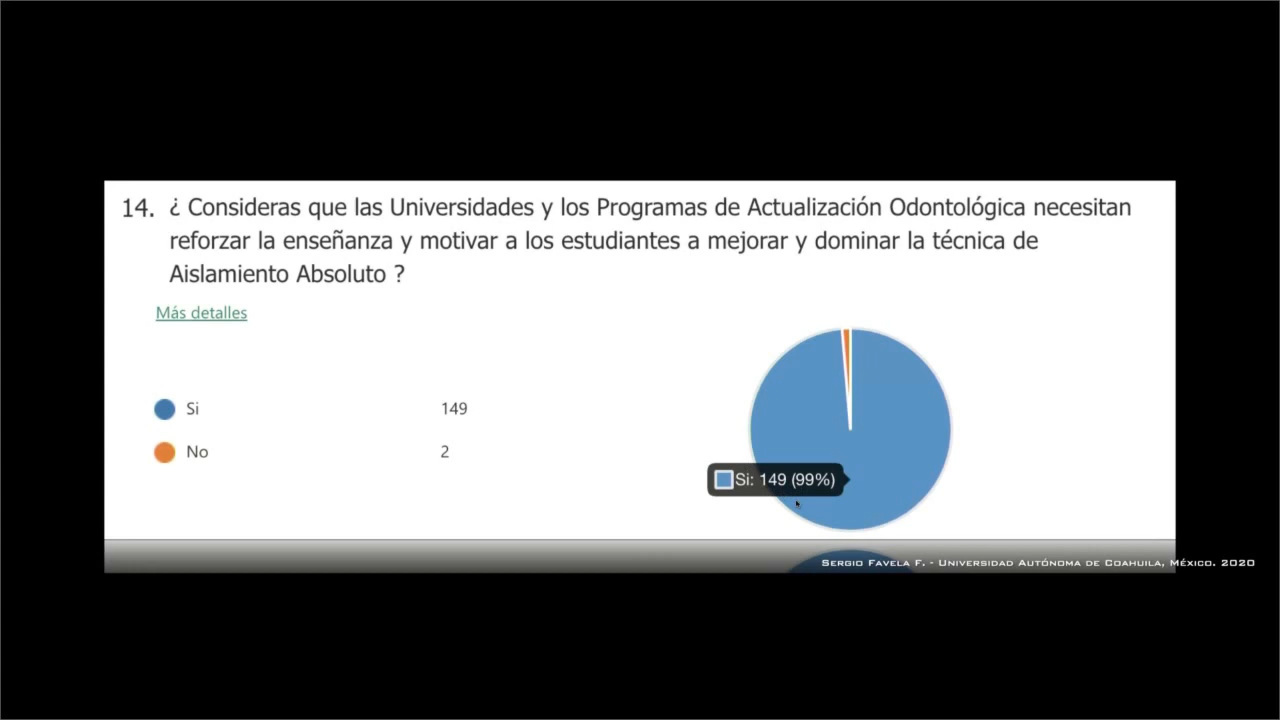 14. ¿ Consideras que las Universidades y los Programas de Actualización Odontológica necesitan
reforzar la enseñanza y motivar a los estudiantes a mejorar y dominar la técnica de
Aislamiento Absoluto ?
Más detalles
Si 149
No 2
Si: 149 (99%)
Sergio Favela F. - Universidad Autónoma de Coahuila, México. 2020